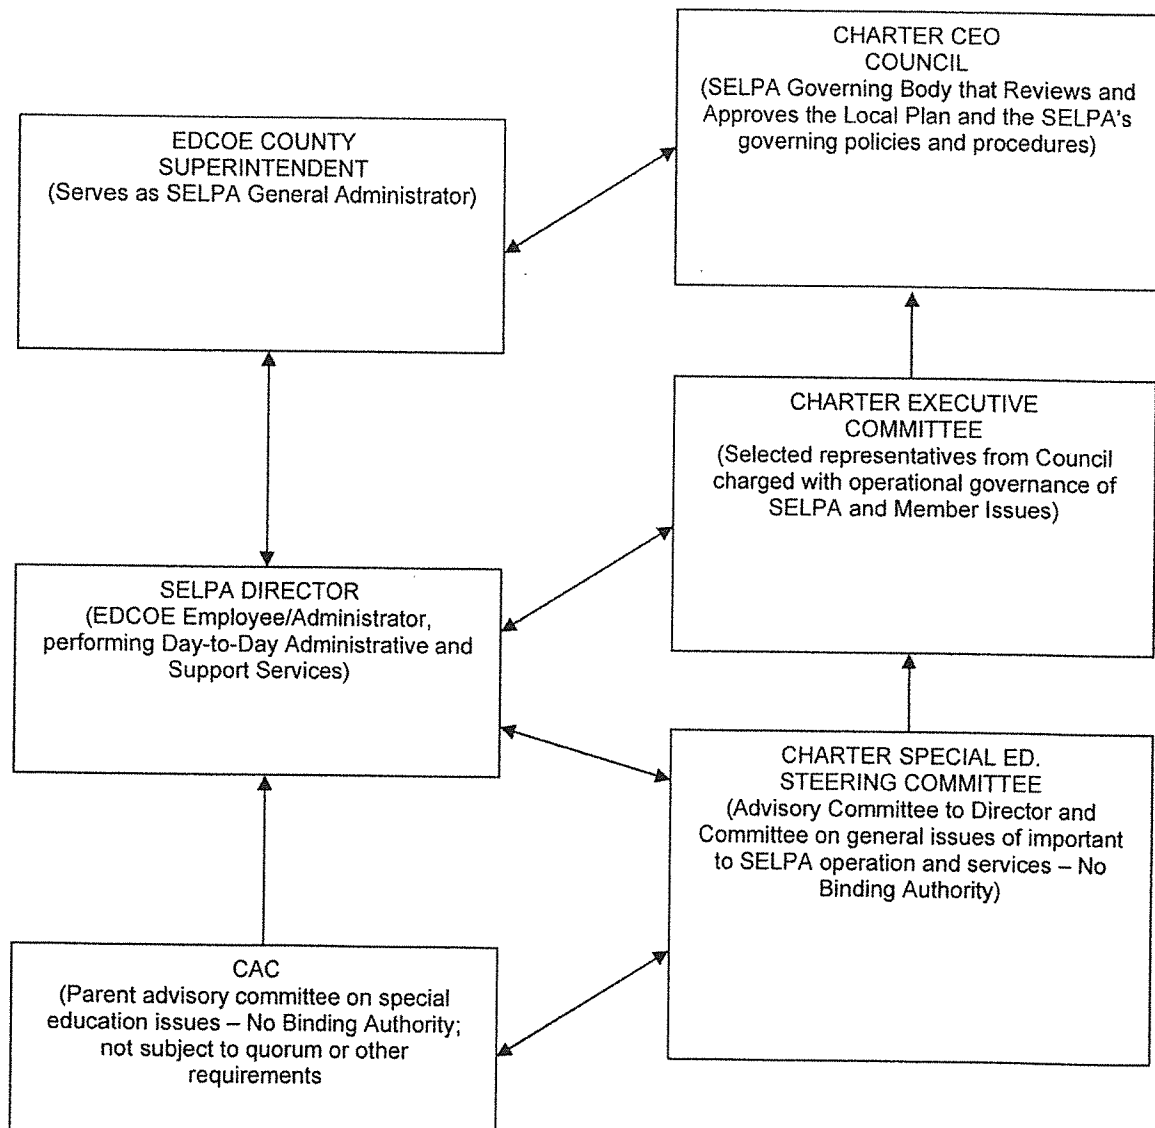 CHARTER CEO
COUNCIL
(SELPA Governing Body that Reviews and
Approves the Local Plan and the SELPA's
governing policies and procedures)
EDCOE COUNTY
SUPERINTENDENT
(Serves as SELPA General Administrator)
CHARTER EXECUTIVE
COMMITTEE
(Selected representatives from Council
charged with operational governance of
SELPA and Member Issues)
SELPA DIRECTOR
(EDCOE Employee/Administrator,
performing Day-to-Day Administrative and
Support Services)
CHARTER SPECIAL ED.
STEERING COMMITTEE
(Advisory Committee to Director and
Committee on general issues of important
to SELPA operation and services – No
Binding Authority)
CAC
(Parent advisory committee on special
education issues – No Binding Authority;
not subject to quorum or other
requirements